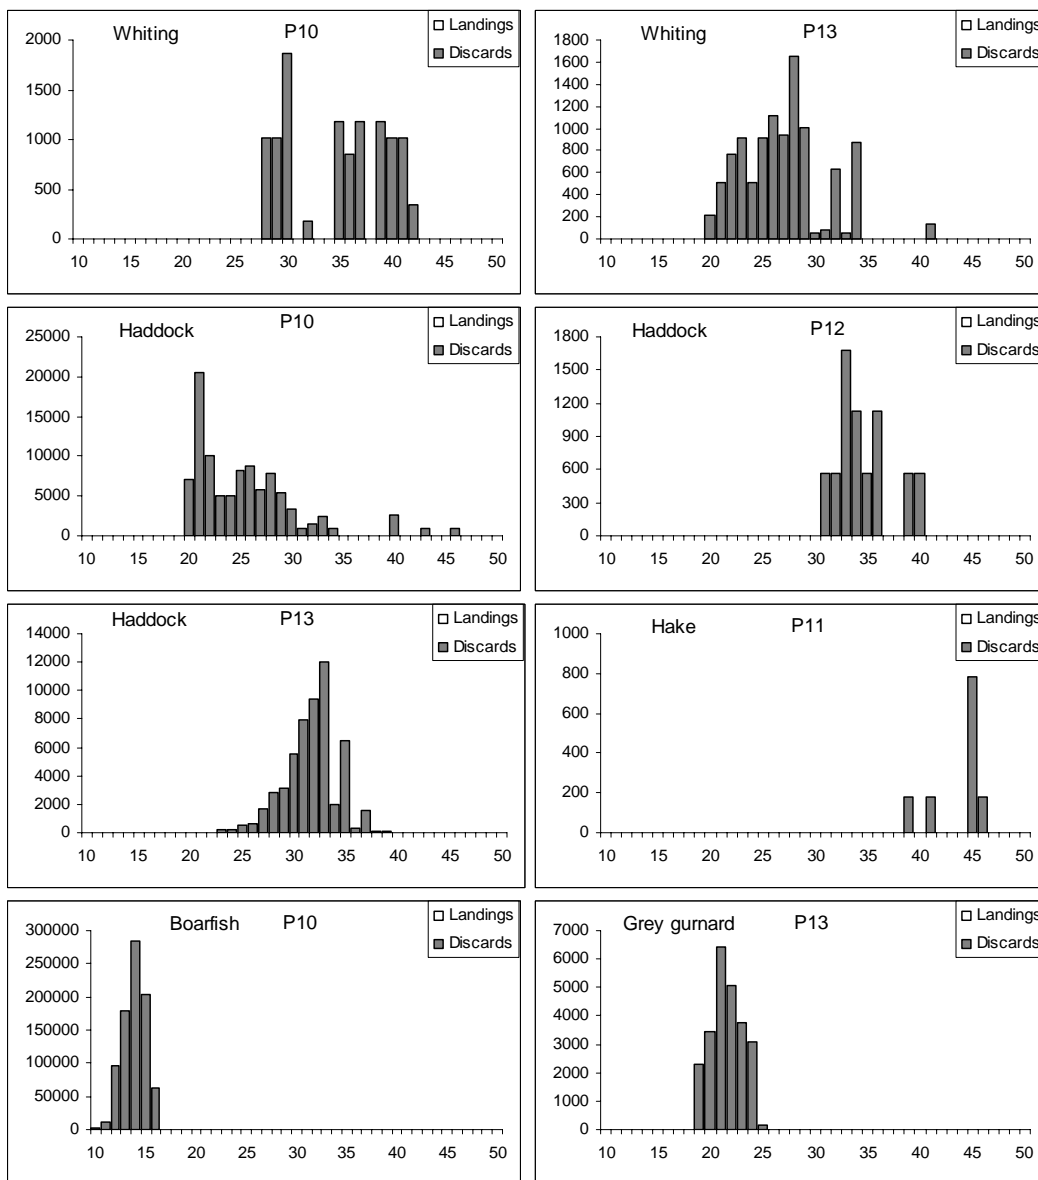 Whiting P10
Landings
Discards
2000
1500
1000
500
0
10 15 20 25 30 35 40 45 50
Whiting P13
Landings
Discards
1800
1600
1400
1200
1000
800
600
400
200
0
10 15 20 25 30 35 40 45 50
Haddock P10
Landings
Discards
25000
20000
15000
10000
5000
0
10 15 20 25 30 35 40 45 50
Haddock P12
Landings
Discards
1800
1500
1200
900
600
300
0
10 15 20 25 30 35 40 45 50
Haddock P13
Landings
Discards
14000
12000
10000
8000
6000
4000
2000
0
10 15 20 25 30 35 40 45 50
Hake P11
Landings
Discards
1000
800
600
400
200
0
10 15 20 25 30 35 40 45 50
Boarfish P10
Landings
Discards
300000
250000
200000
150000
100000
50000
0
10 15 20 25 30 35 40 45 50
Grey gurnard P13
Landings
Discards
7000
6000
5000
4000
3000
2000
1000
0
10 15 20 25 30 35 40 45 50